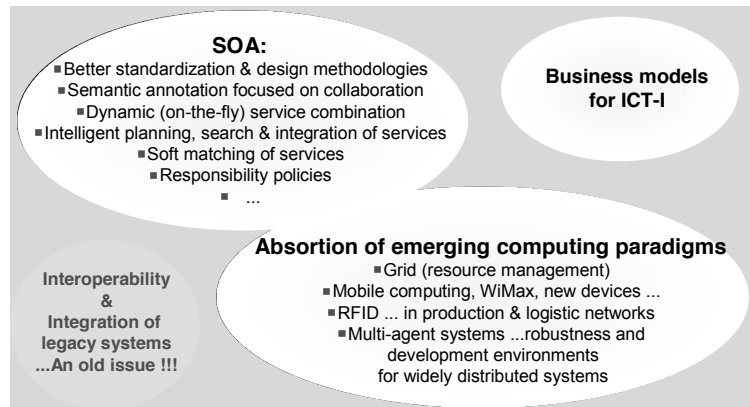 SOA:
▪Better standardization & design methodologies
▪Semantic annotation focused on collaboration
▪Dynamic (on-the-fly) service combination
▪Intelligent planning, search & integration of services
▪Soft matching of services
▪Responsibility policies
▪ ...
Business models
for ICT-I
Absortion of emerging computing paradigms
▪Grid (resource management)
▪Mobile computing, WiMax, new devices ...
▪RFID ... in production & logistic networks
▪Multi-agent systems ...robustness and
development environments
for widely distributed systems
Interoperability
&
Integration of
legacy systems
...An old issue !!!